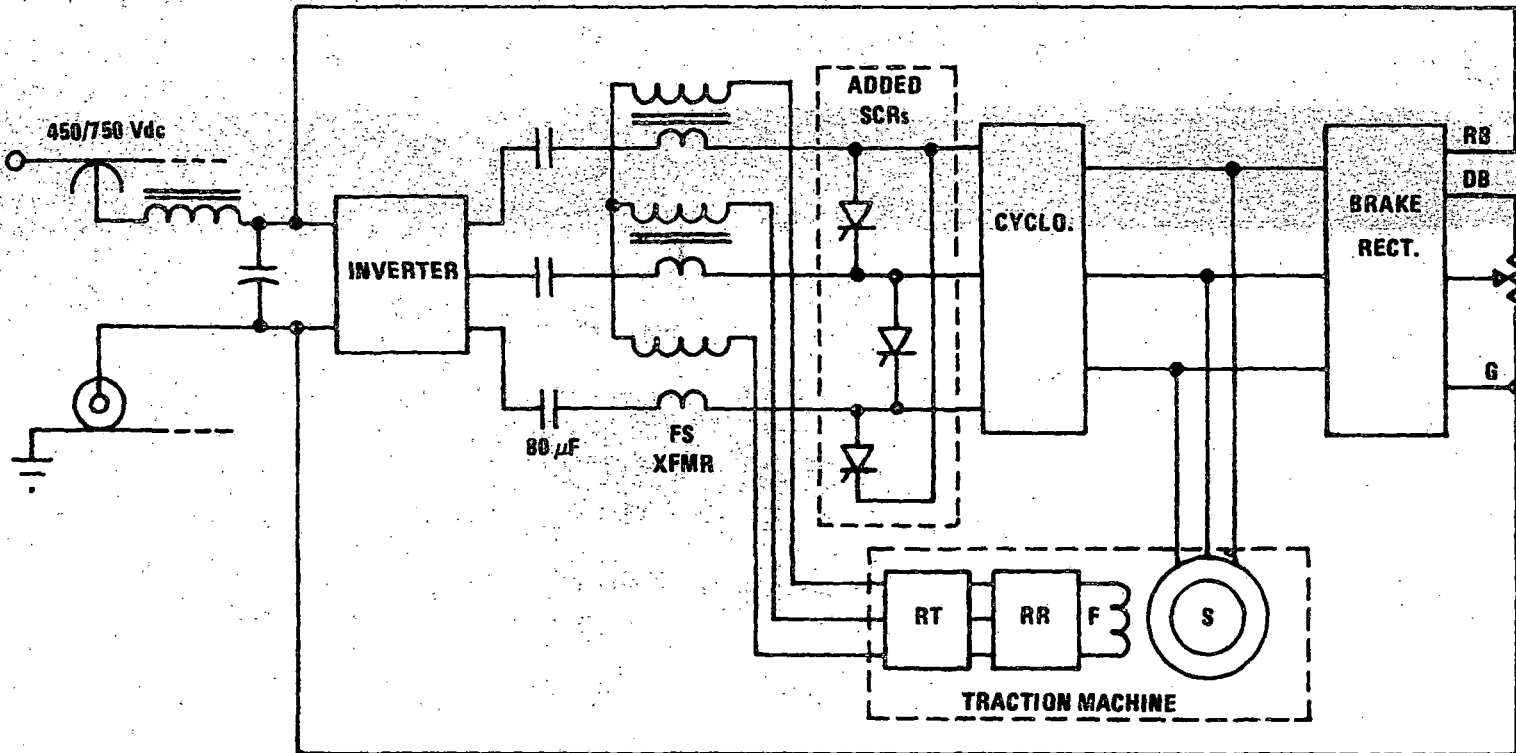 450/750 Vdc
INVERTER
80 µF
FS
XFMR
ADDED
SCRs
CYCLO.
BRAKE
RECT.
RB
DB
G
RT
RR
F
S
TRACTION MACHINE